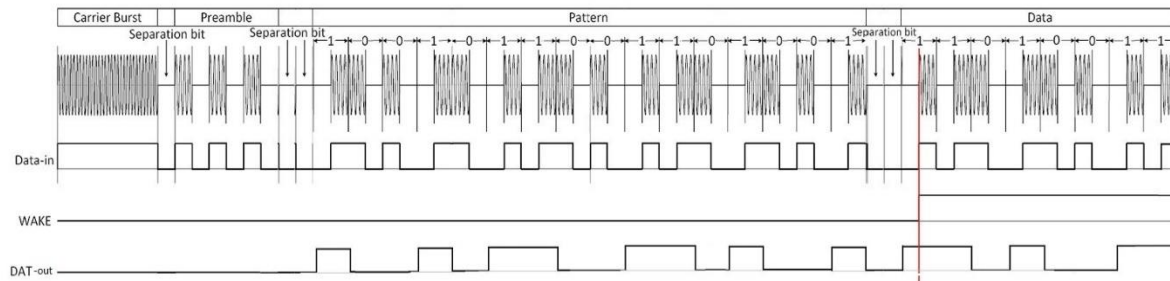 Carrier Burst Preamble Pattern Data
Separation bit Separation bit Separation bit
1 0 0 1 0 1 1 0 0 1 1 0 1 0 0 1 1 1 0 1 0 0 1 1
Data-in
WAKE
DAT-out